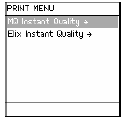 PRINT MENU
MQ Instant Quality →
Elix Instant Quality →